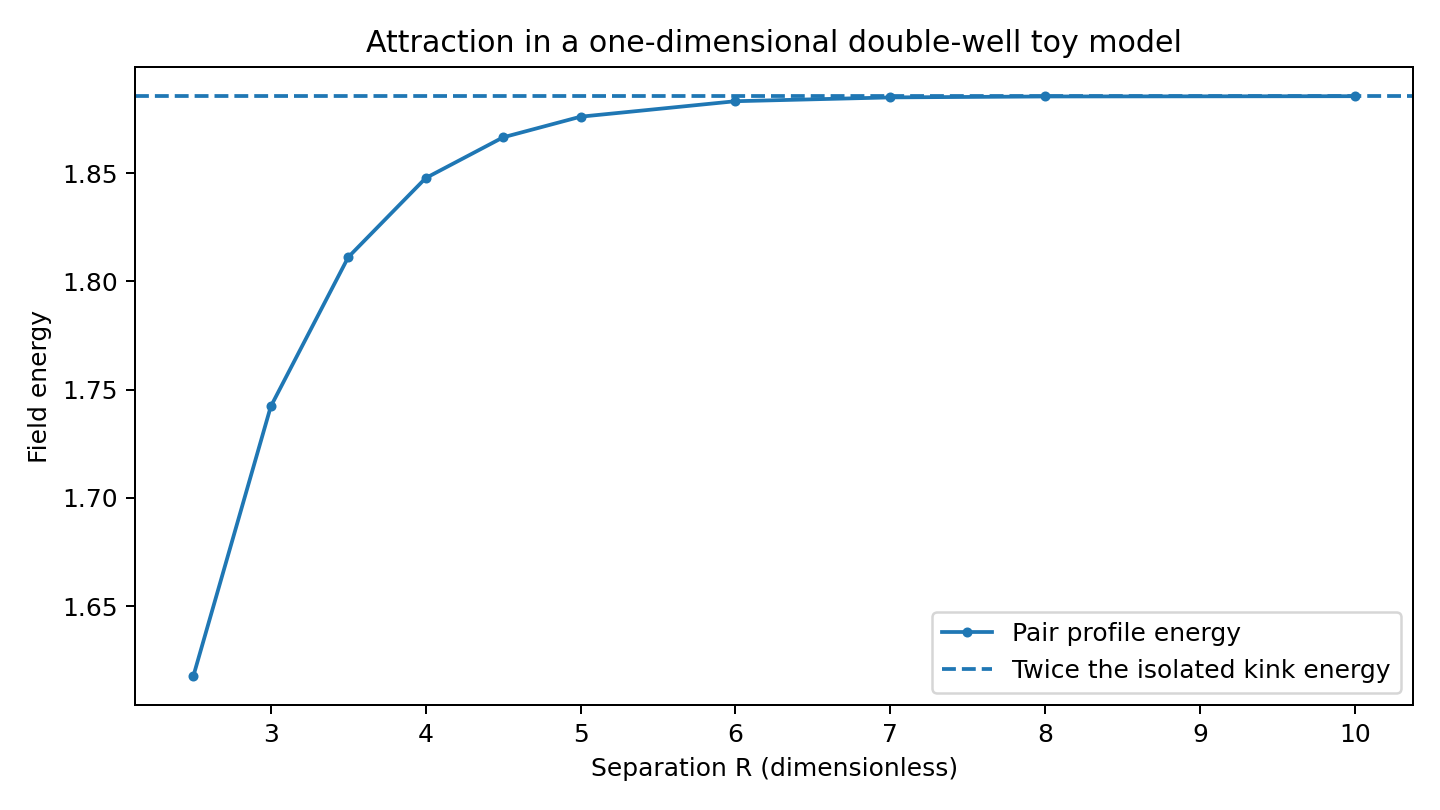 Attraction in a one-dimensional double-well toy model
Field energy
1.85
1.80
1.75
1.70
1.65
3 4 5 6 7 8 9 10
Separation R (dimensionless)
Pair profile energy
Twice the isolated kink energy